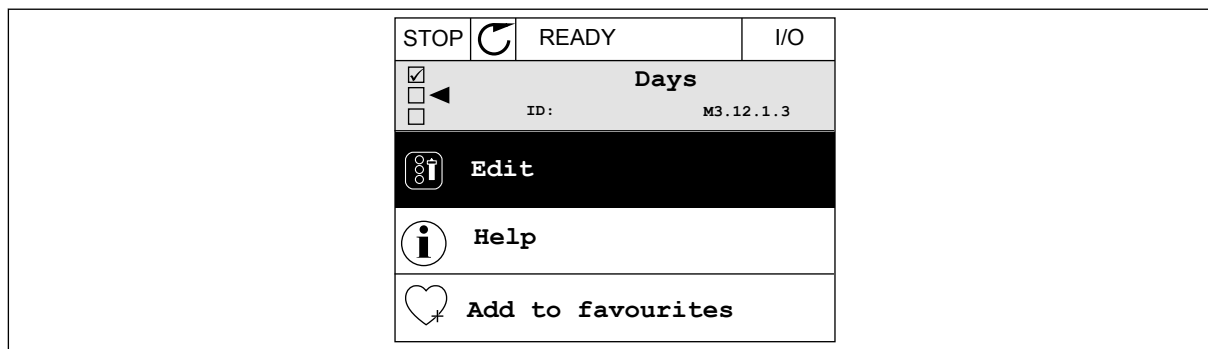 STOP READY I/O
Days
ID: M3.12.1.3
Edit
Help
Add to favourites